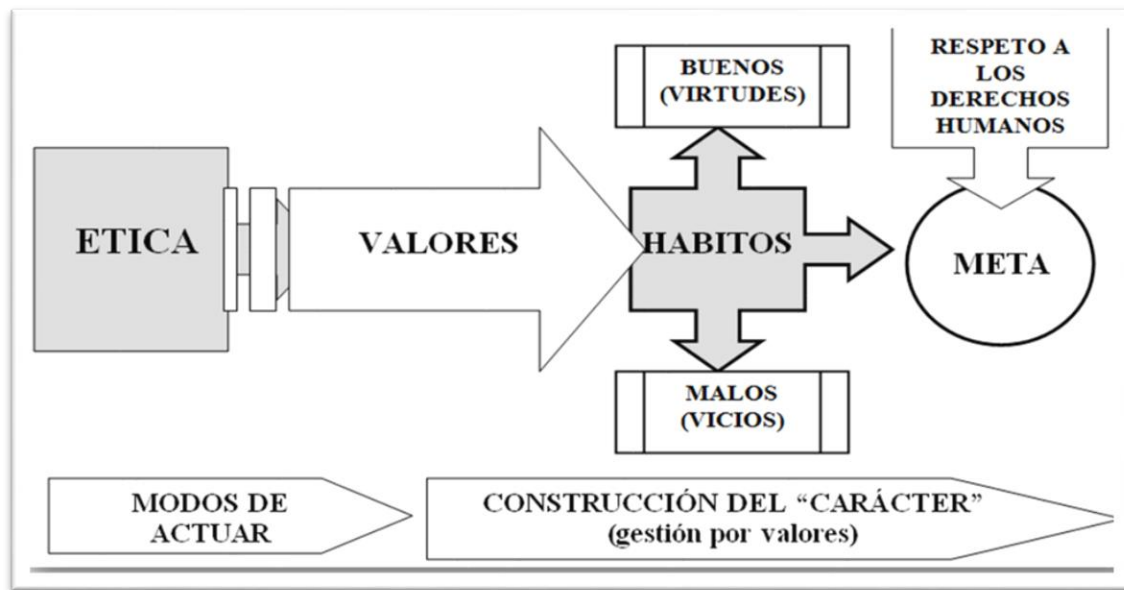 ETICA
VALORES
HABITOS
BUENOS
(VIRTUDES)
MALOS
(VICIOS)
RESPETO A
LOS
DERECHOS
HUMANOS
META
MODOS DE
ACTUAR
CONSTRUCCIÓN DEL “CARÁCTER”
(gestión por valores)